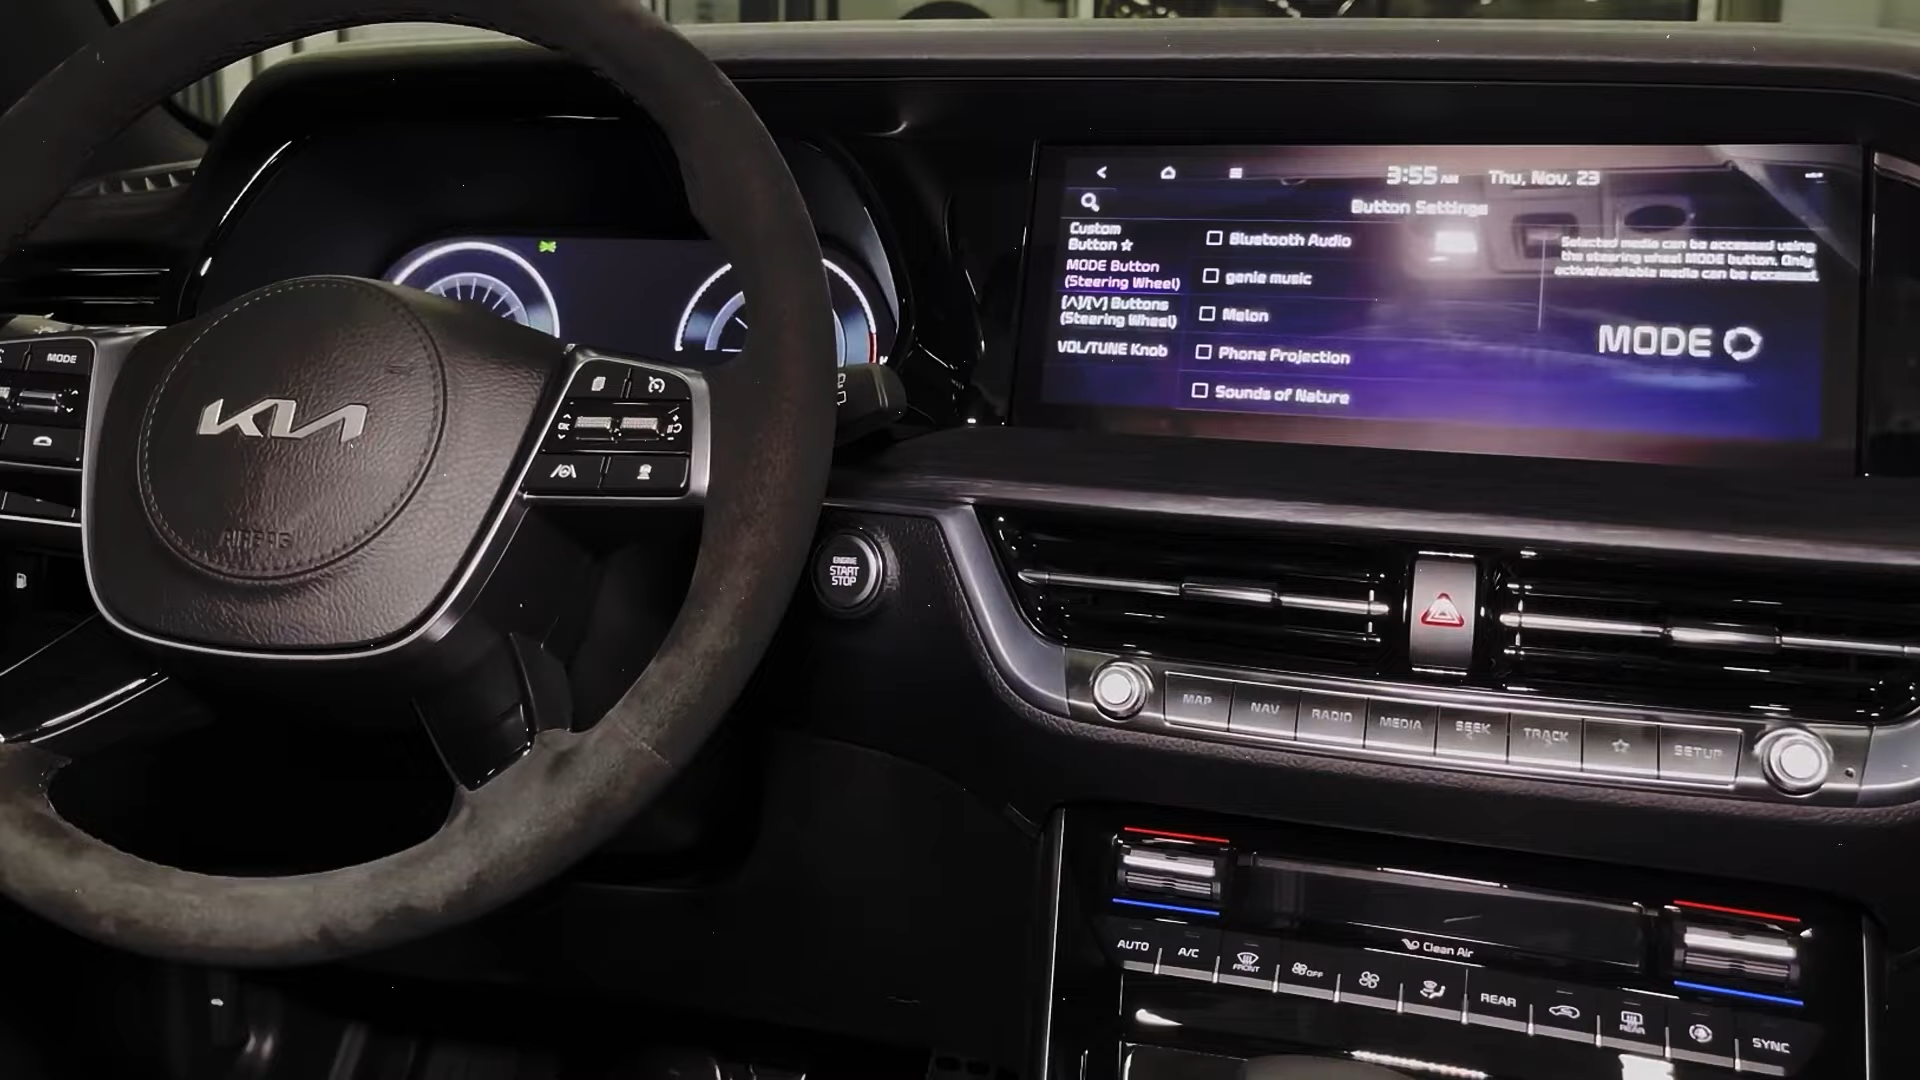 3:55 AM Thu, Nov. 23
Button Settings
Custom
Button ☆
MODE Button
(Steering Wheel)
[∧]/[∨] Buttons
(Steering Wheel)
VOL/TUNE Knob
Bluetooth Audio
genie music
Melon
Phone Projection
Sounds of Nature
Selected media can be accessed using
the steering wheel MODE button. Only
active/available media can be accessed.
MODE
MODE
KIA
OK
AIRBAG
ENGINE
START
STOP
MAP NAV RADIO MEDIA SEEK TRACK ☆ SETUP
Clean Air
AUTO A/C FRONT OFF REAR REAR SYNC